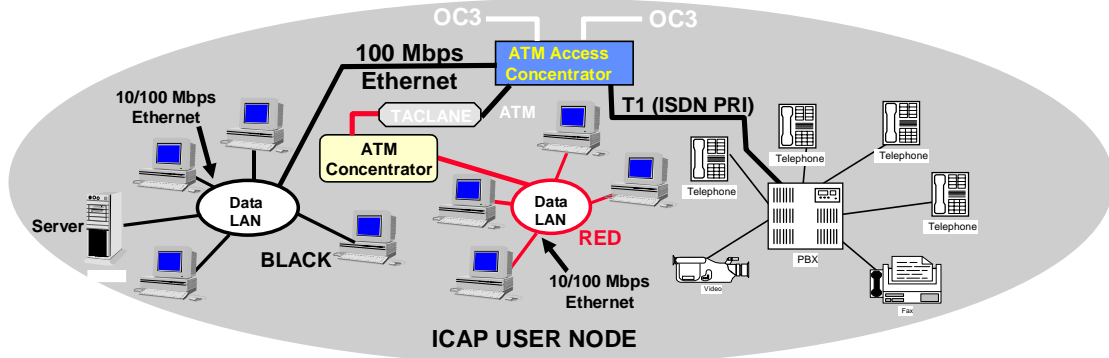 OC3
OC3
ATM Access
Concentrator
100 Mbps
Ethernet
10/100 Mbps
Ethernet
TACLANE
ATM
T1 (ISDN PRI)
ATM
Concentrator
Telephone
Telephone
Telephone
Telephone
Data
LAN
Data
LAN
Server
RED
BLACK
10/100 Mbps
Ethernet
PBX
Video
Fax
ICAP USER NODE